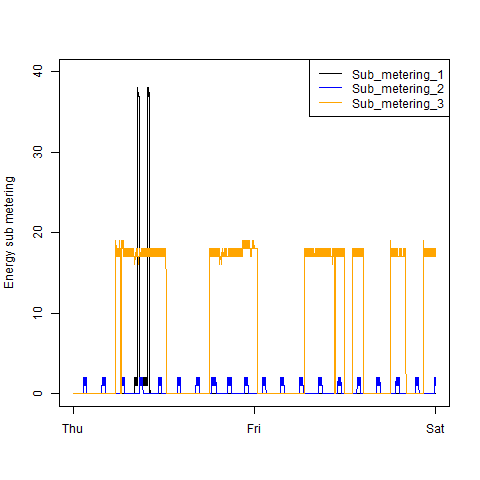 Sub_metering_1
Sub_metering_2
Sub_metering_3
Energy sub metering
40
30
20
10
0
Thu Fri Sat